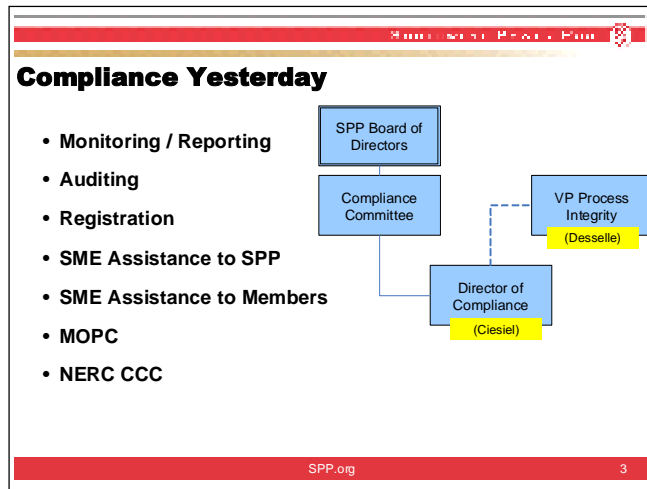 Compliance Yesterday
• Monitoring / Reporting
• Auditing
• Registration
• SME Assistance to SPP
• SME Assistance to Members
• MOPC
• NERC CCC
SPP Board of
Directors
Compliance
Committee
VP Process
Integrity
(Desselle)
Director of
Compliance
(Ciesiel)
SPP.org
3